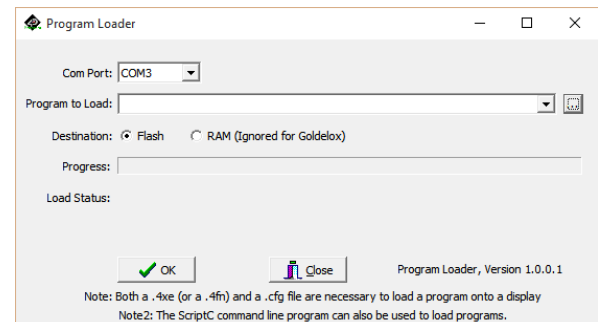 Program Loader
Com Port: COM3
Program to Load: ...
Destination: Flash RAM (Ignored for Goldelox)
Progress:
Load Status:
OK Close Program Loader, Version 1.0.0.1
Note: Both a .4xe (or a .4fn) and a .cfg file are necessary to load a program onto a display
Note2: The ScriptC command line program can also be used to load programs.